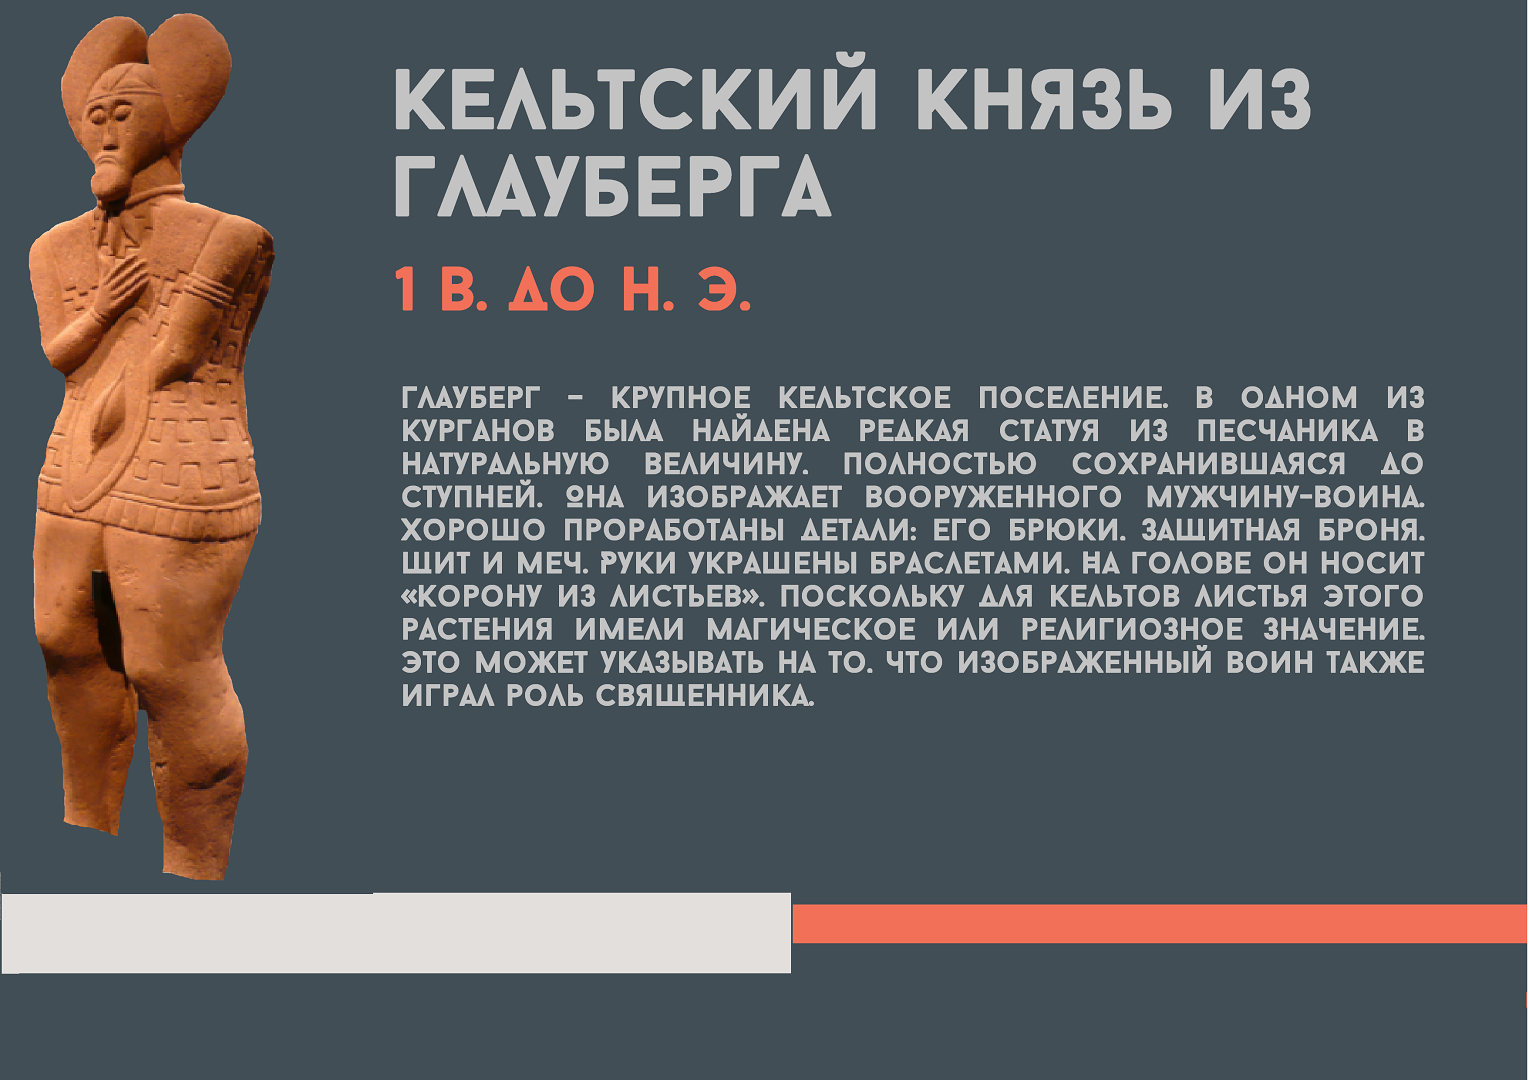 КЕЛЬТСКИЙ КНЯЗЬ ИЗ
ГЛАУБЕРГА
1 В. ДО Н. Э.
ГЛАУБЕРГ – КРУПНОЕ КЕЛЬТСКОЕ ПОСЕЛЕНИЕ. В ОДНОМ ИЗ
КУРГАНОВ БЫЛА НАЙДЕНА РЕДКАЯ СТАТУЯ ИЗ ПЕСЧАНИКА В
НАТУРАЛЬНУЮ ВЕЛИЧИНУ. ПОЛНОСТЬЮ СОХРАНИВШАЯСЯ ДО
СТУПНЕЙ. ОНА ИЗОБРАЖАЕТ ВООРУЖЕННОГО МУЖЧИНУ-ВОИНА.
ХОРОШО ПРОРАБОТАНЫ ДЕТАЛИ: ЕГО БРЮКИ. ЗАЩИТНАЯ БРОНЯ.
ЩИТ И МЕЧ. РУКИ УКРАШЕНЫ БРАСЛЕТАМИ. НА ГОЛОВЕ ОН НОСИТ
«КОРОНУ ИЗ ЛИСТЬЕВ». ПОСКОЛЬКУ ДЛЯ КЕЛЬТОВ ЛИСТЬЯ ЭТОГО
РАСТЕНИЯ ИМЕЛИ МАГИЧЕСКОЕ ИЛИ РЕЛИГИОЗНОЕ ЗНАЧЕНИЕ.
ЭТО МОЖЕТ УКАЗЫВАТЬ НА ТО. ЧТО ИЗОБРАЖЕННЫЙ ВОИН ТАКЖЕ
ИГРАЛ РОЛЬ СВЯЩЕННИКА.